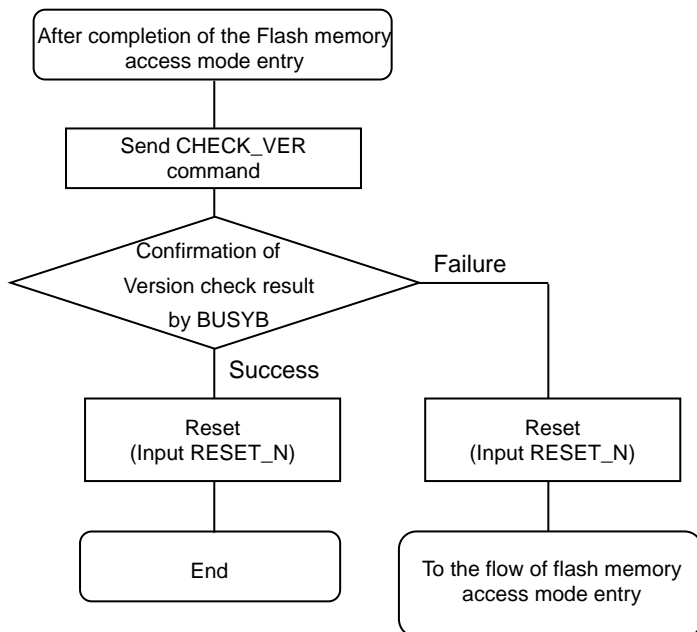 After completion of the Flash memory
access mode entry
Send CHECK_VER
command
Confirmation of
Version check result
by BUSYB
Failure
Success
Reset
(Input RESET_N)
Reset
(Input RESET_N)
End
To the flow of flash memory
access mode entry